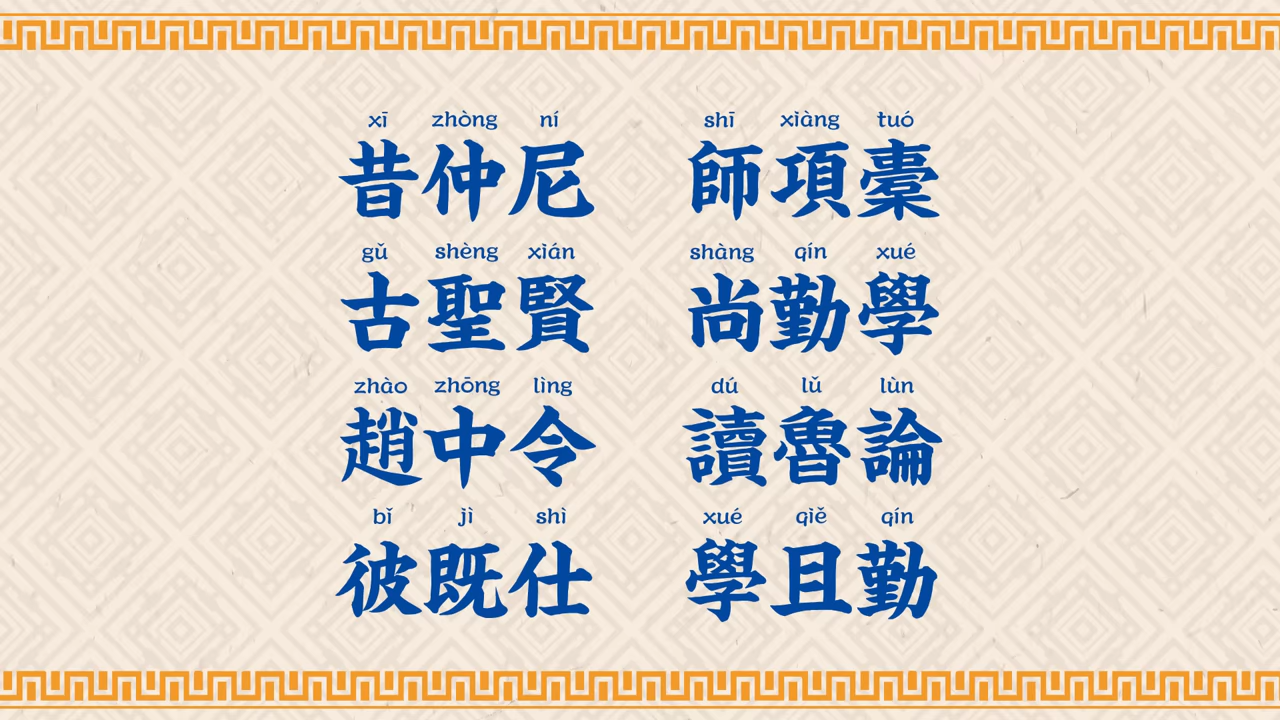 xī zhòng ní shī xiàng tuó
昔仲尼 師項橐
gǔ shèng xián shàng qín xué
古聖賢 尚勤學
zhào zhōng lìng dú lǔ lùn
趙中令 讀魯論
bǐ jì shì xué qiě qín
彼既仕 學且勤